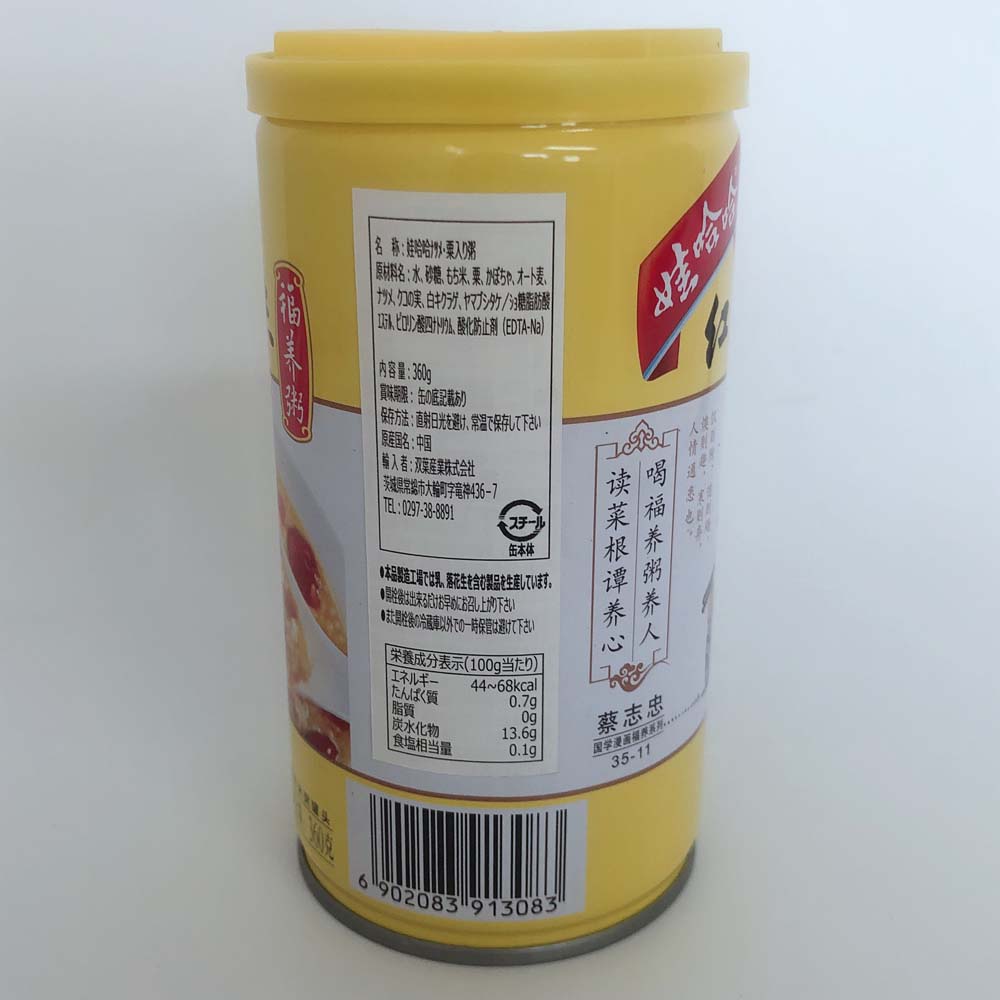 福养粥
名　称：娃哈哈ﾅﾂﾒ・栗入り粥
原材料名：水、砂糖、もち米、粟、かぼちゃ、オート麦、
ナツメ、クコの実、白キクラゲ、ヤマブシタケ／ショ糖脂肪酸
ｴｽﾃﾙ、ピロリン酸四ﾅﾄﾘｳﾑ、酸化防止剤（EDTA-Na）
内容量：360g
賞味期限：缶の底記載あり
保存方法：直射日光を避け、常温で保存して下さい
原産国名：中国
輸入者：双葉産業株式会社
茨城県常総市大輪町字竜神436-7
TEL：0297-38-8891
スチール
缶本体
●本品製造工場では乳、落花生を含む製品を生産しています。
●開栓後は出来るだけお早めにお召し上がり下さい
●また開栓後の冷蔵庫以外での一時保管は避けて下さい
栄養成分表示(100g当たり)
エネルギー 44~68kcal
たんぱく質 0.7g
脂質 0g
炭水化物 13.6g
食塩相当量 0.1g
娃哈哈
红
人情通意也。
喝福养粥养人
读菜根谭养心
蔡志忠
国学漫画福养系列
35-11
罐头
360克
6 902083 913083